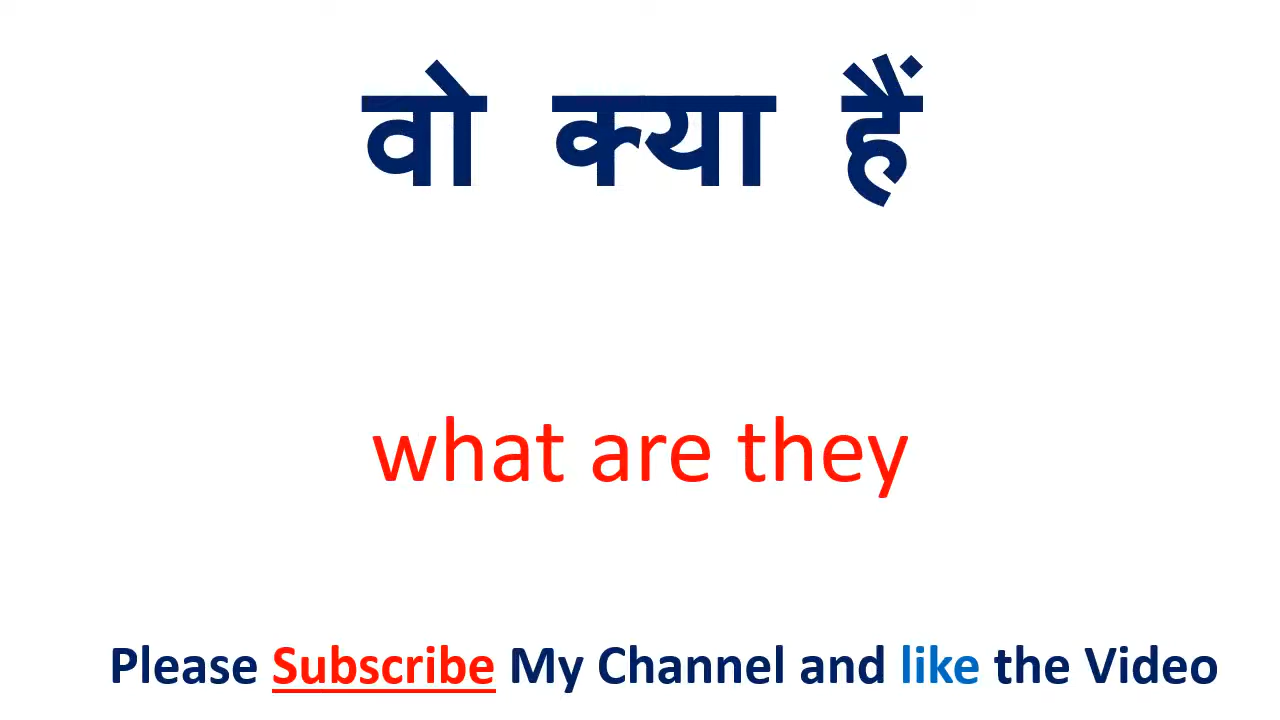 वो क्या हैं
what are they
Please Subscribe My Channel and like the Video